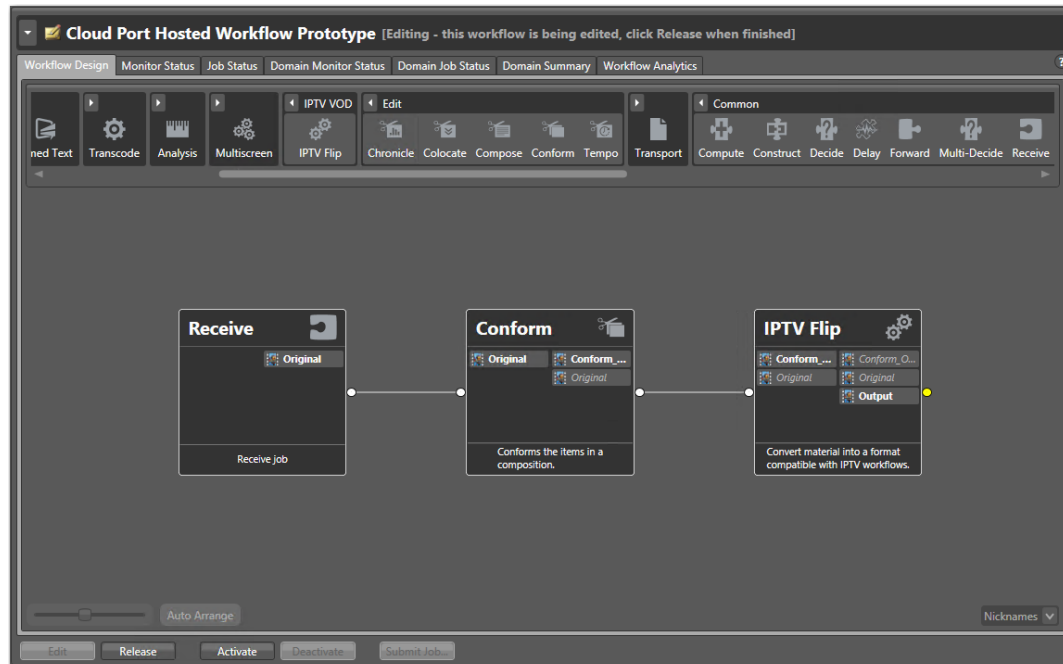 Cloud Port Hosted Workflow Prototype [Editing - this workflow is being edited, click Release when finished]
Workflow Design Monitor Status Job Status Domain Monitor Status Domain Job Status Domain Summary Workflow Analytics ?
IPTV VOD Edit Common
ned Text Transcode Analysis Multiscreen IPTV Flip Chronicle Colocate Compose Conform Tempo Transport Compute Construct Decide Delay Forward Multi-Decide Receive
Receive
Original
Receive job
Conform
Original Conform_...
Original
Conforms the items in a
composition.
IPTV Flip
Conform_... Conform_O...
Original Original
Output
Convert material into a format
compatible with IPTV workflows.
Auto Arrange Nicknames
Edit Release Activate Deactivate Submit Job...